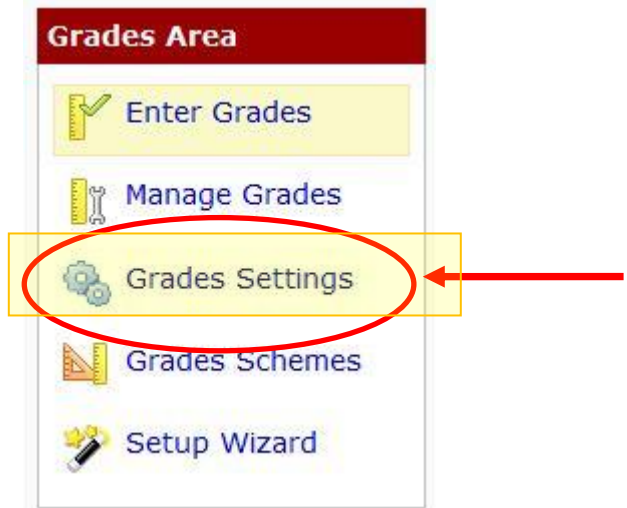 Grades Area
Enter Grades
Manage Grades
Grades Settings
Grades Schemes
Setup Wizard